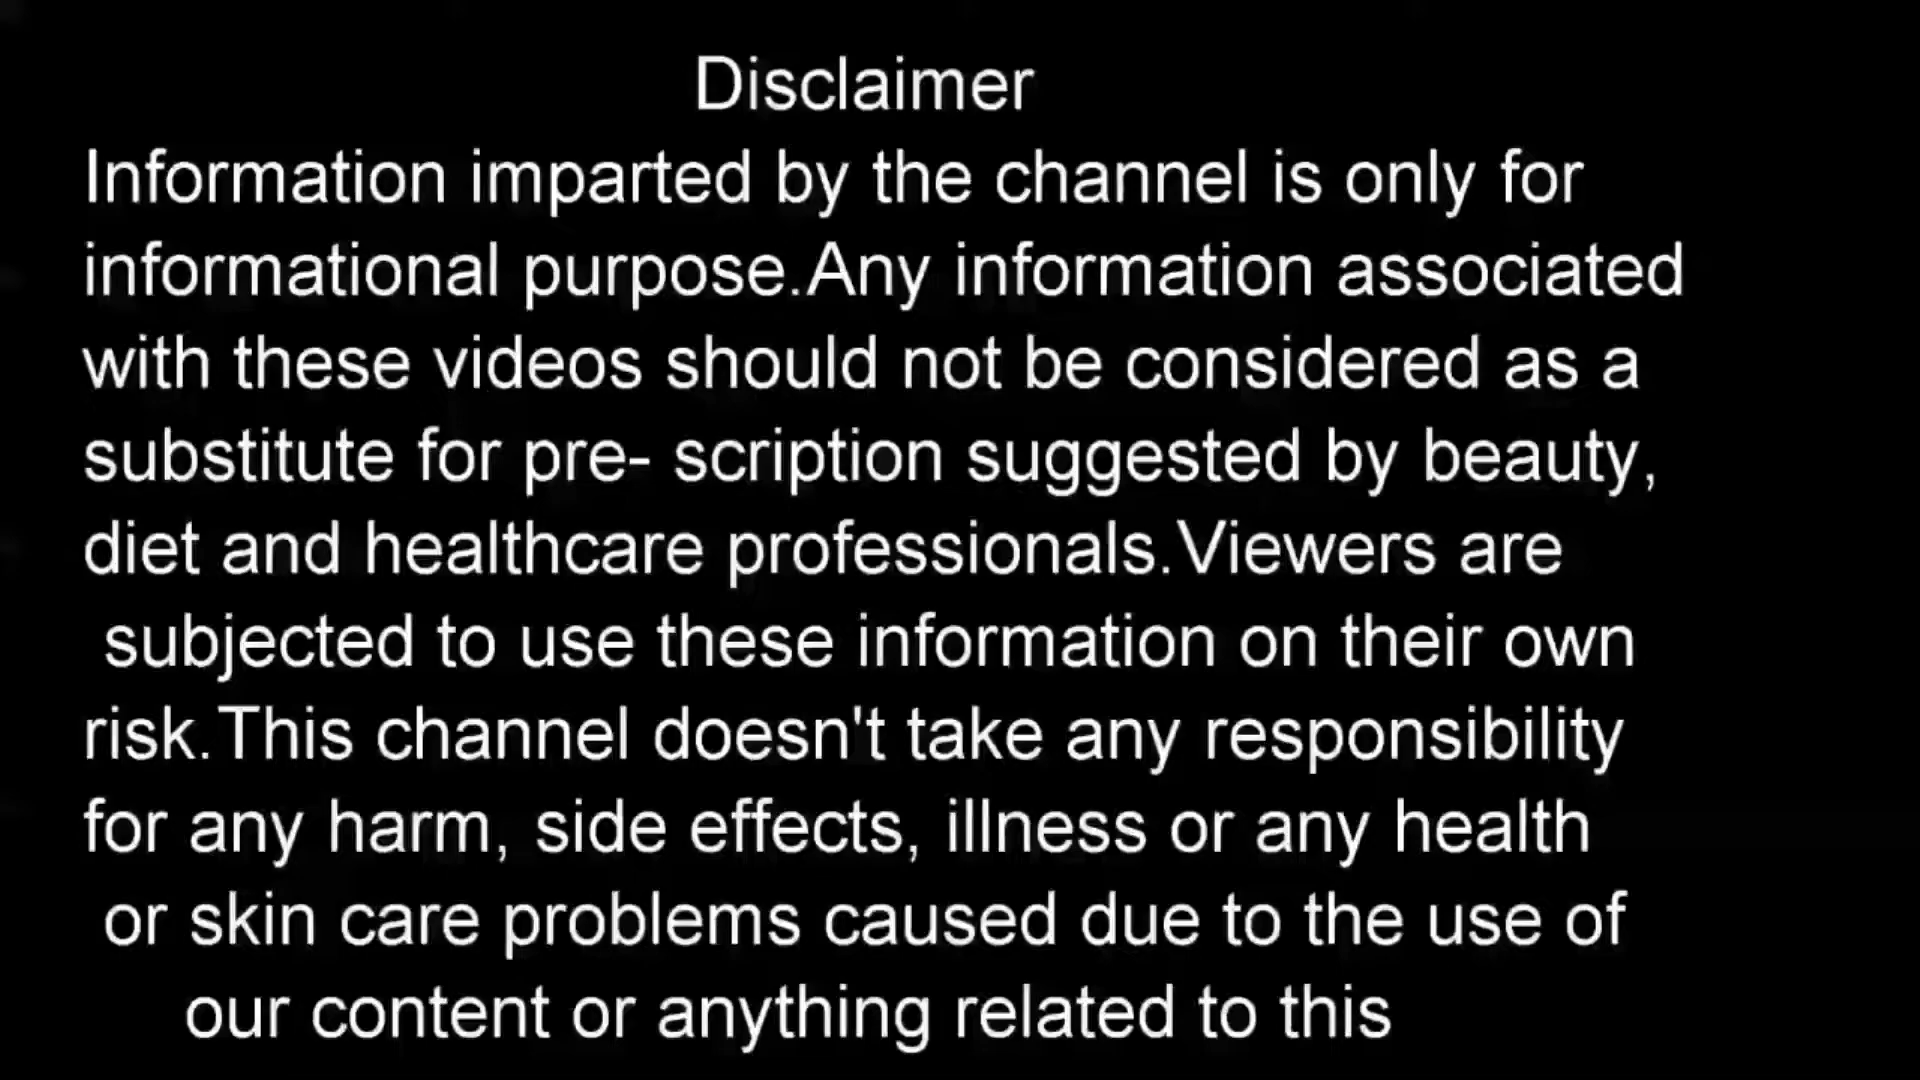 Disclaimer
Information imparted by the channel is only for
informational purpose.Any information associated
with these videos should not be considered as a
substitute for pre- scription suggested by beauty,
diet and healthcare professionals.Viewers are
subjected to use these information on their own
risk.This channel doesn't take any responsibility
for any harm, side effects, illness or any health
or skin care problems caused due to the use of
our content or anything related to this